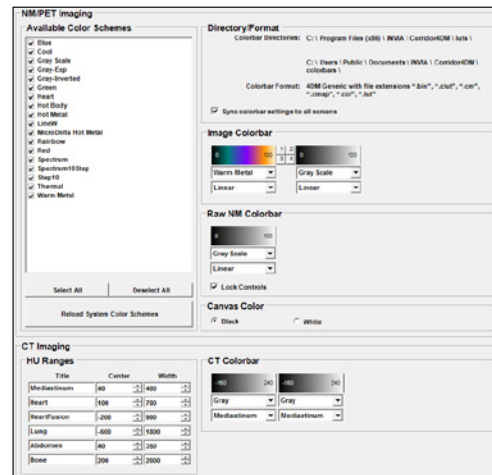 NM/PET Imaging
Available Color Schemes
Blue
Cool
Gray Scale
Gray-Exp
Gray-Inverted
Green
Heart
Hot Body
Hot Metal
LineW
MicroDelta Hot Metal
Rainbow
Red
Spectrum
Spectrum10Step
Step10
Thermal
Warm Metal
Select All
Deselect All
Reload System Color Schemes
Directory/Format
Colorbar Directories: C:\ Program Files (x86) \ INVIA \ Corridor4DM \ luts \
C:\ Users \ Public \ Documents \ INVIA \ Corridor4DM \
colorbars \
Colorbar Format: 4DM Generic with file extensions "*.bin", "*.clut", "*.cm",
"*.cmap", "*.col", "*.lut"
Sync colorbar settings to all screens
Image Colorbar
0 100 1 2 0 100
3 4
Warm Metal Gray Scale
Linear Linear
Raw NM Colorbar
0 100
Gray Scale
Linear
Lock Controls
Canvas Color
Black White
CT Imaging
HU Ranges
Title Center Width
Mediastinum 40 400
Heart 100 700
HeartFusion -200 900
Lung -600 1800
Abdomen 40 350
Bone 200 2000
CT Colorbar
-160 240 -160 240
Gray Gray
Mediastinum Mediastinum